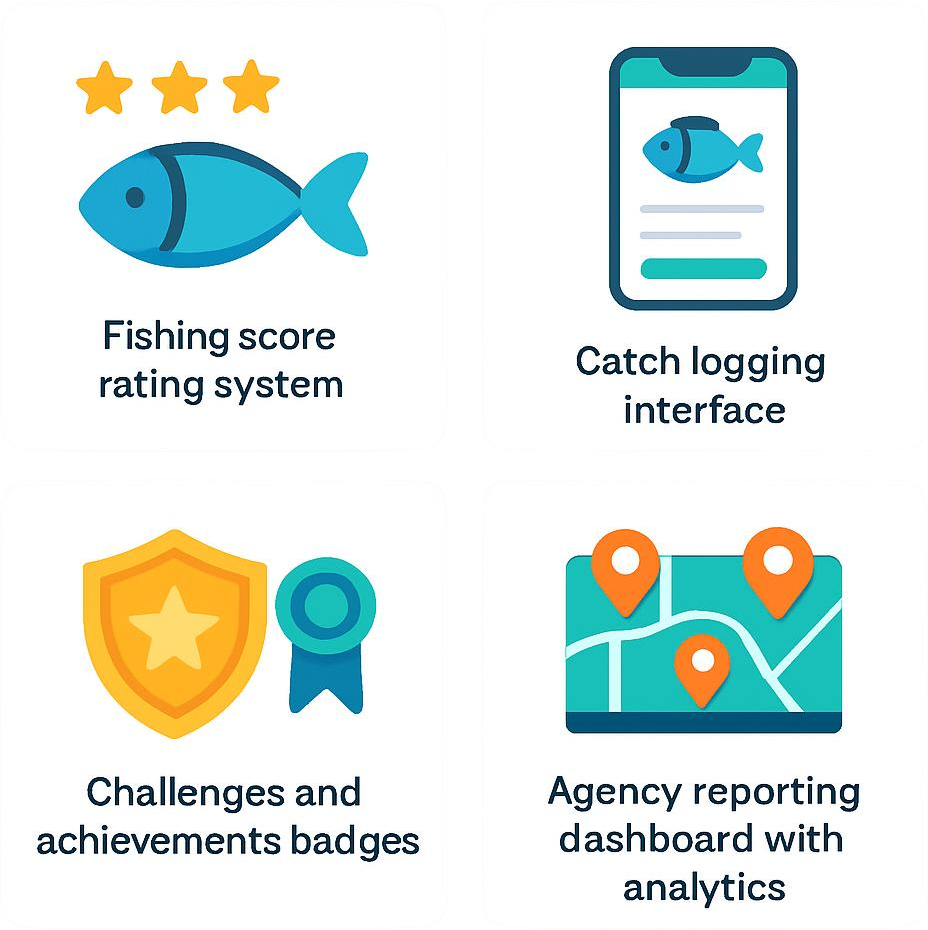 Fishing score
rating system
Catch logging
interface
Challenges and
achievements badges
Agency reporting
dashboard with
analytics